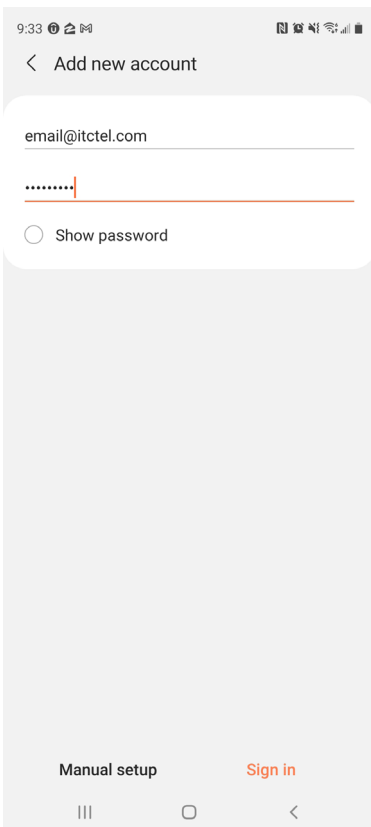 9:33
Add new account
email@itctel.com
•••••••••
Show password
Manual setup Sign in